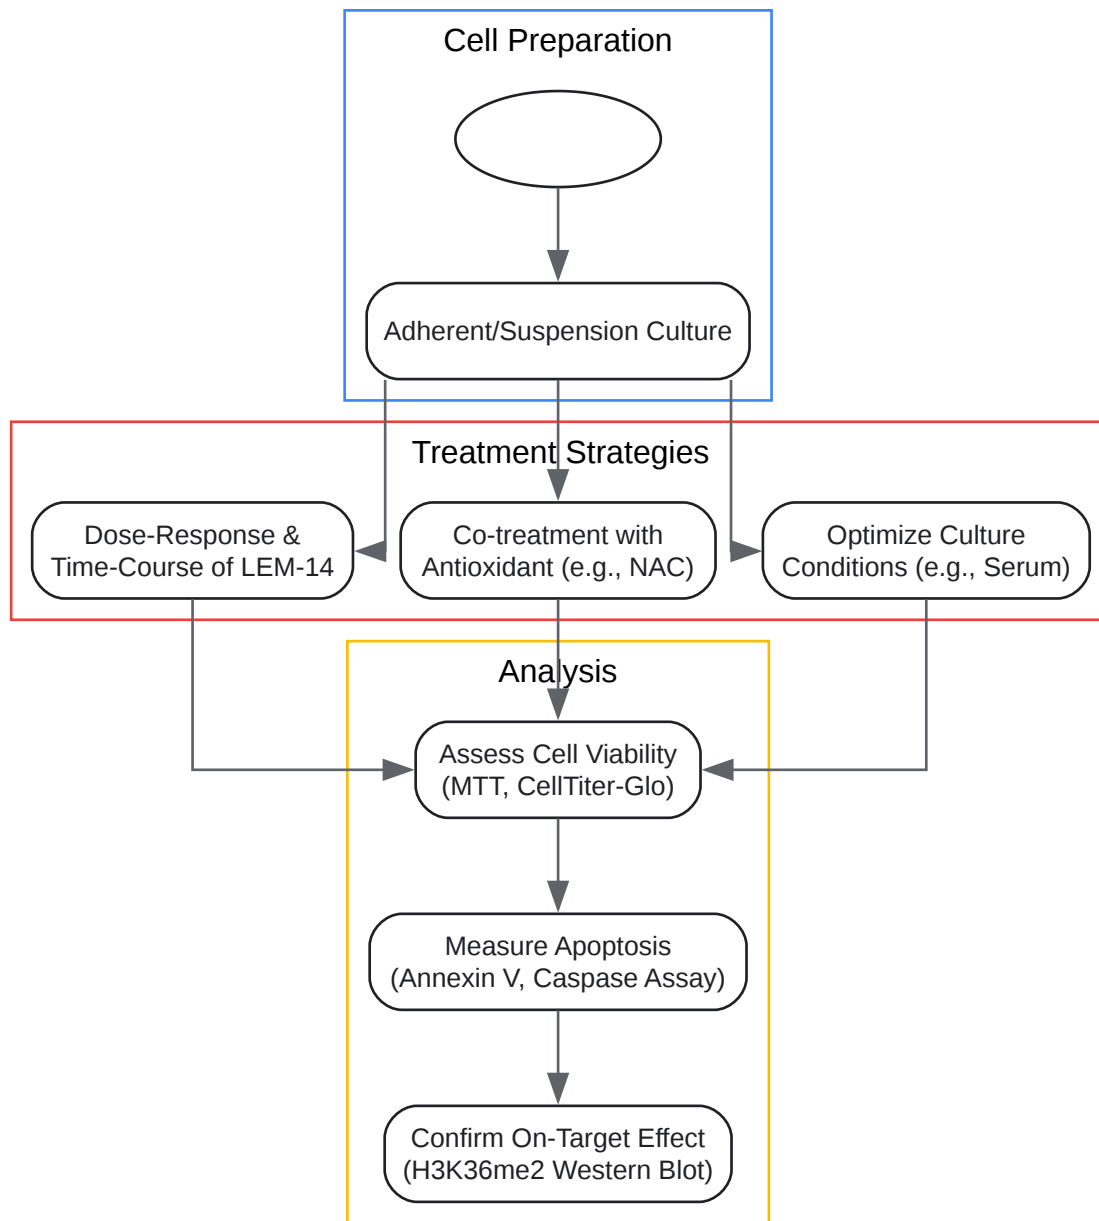 Cell Preparation
Adherent/Suspension Culture
Treatment Strategies
Dose-Response &
Time-Course of LEM-14
Co-treatment with
Antioxidant (e.g., NAC)
Optimize Culture
Conditions (e.g., Serum)
Analysis
Assess Cell Viability
(MTT, CellTiter-Glo)
Measure Apoptosis
(Annexin V, Caspase Assay)
Confirm On-Target Effect
(H3K36me2 Western Blot)